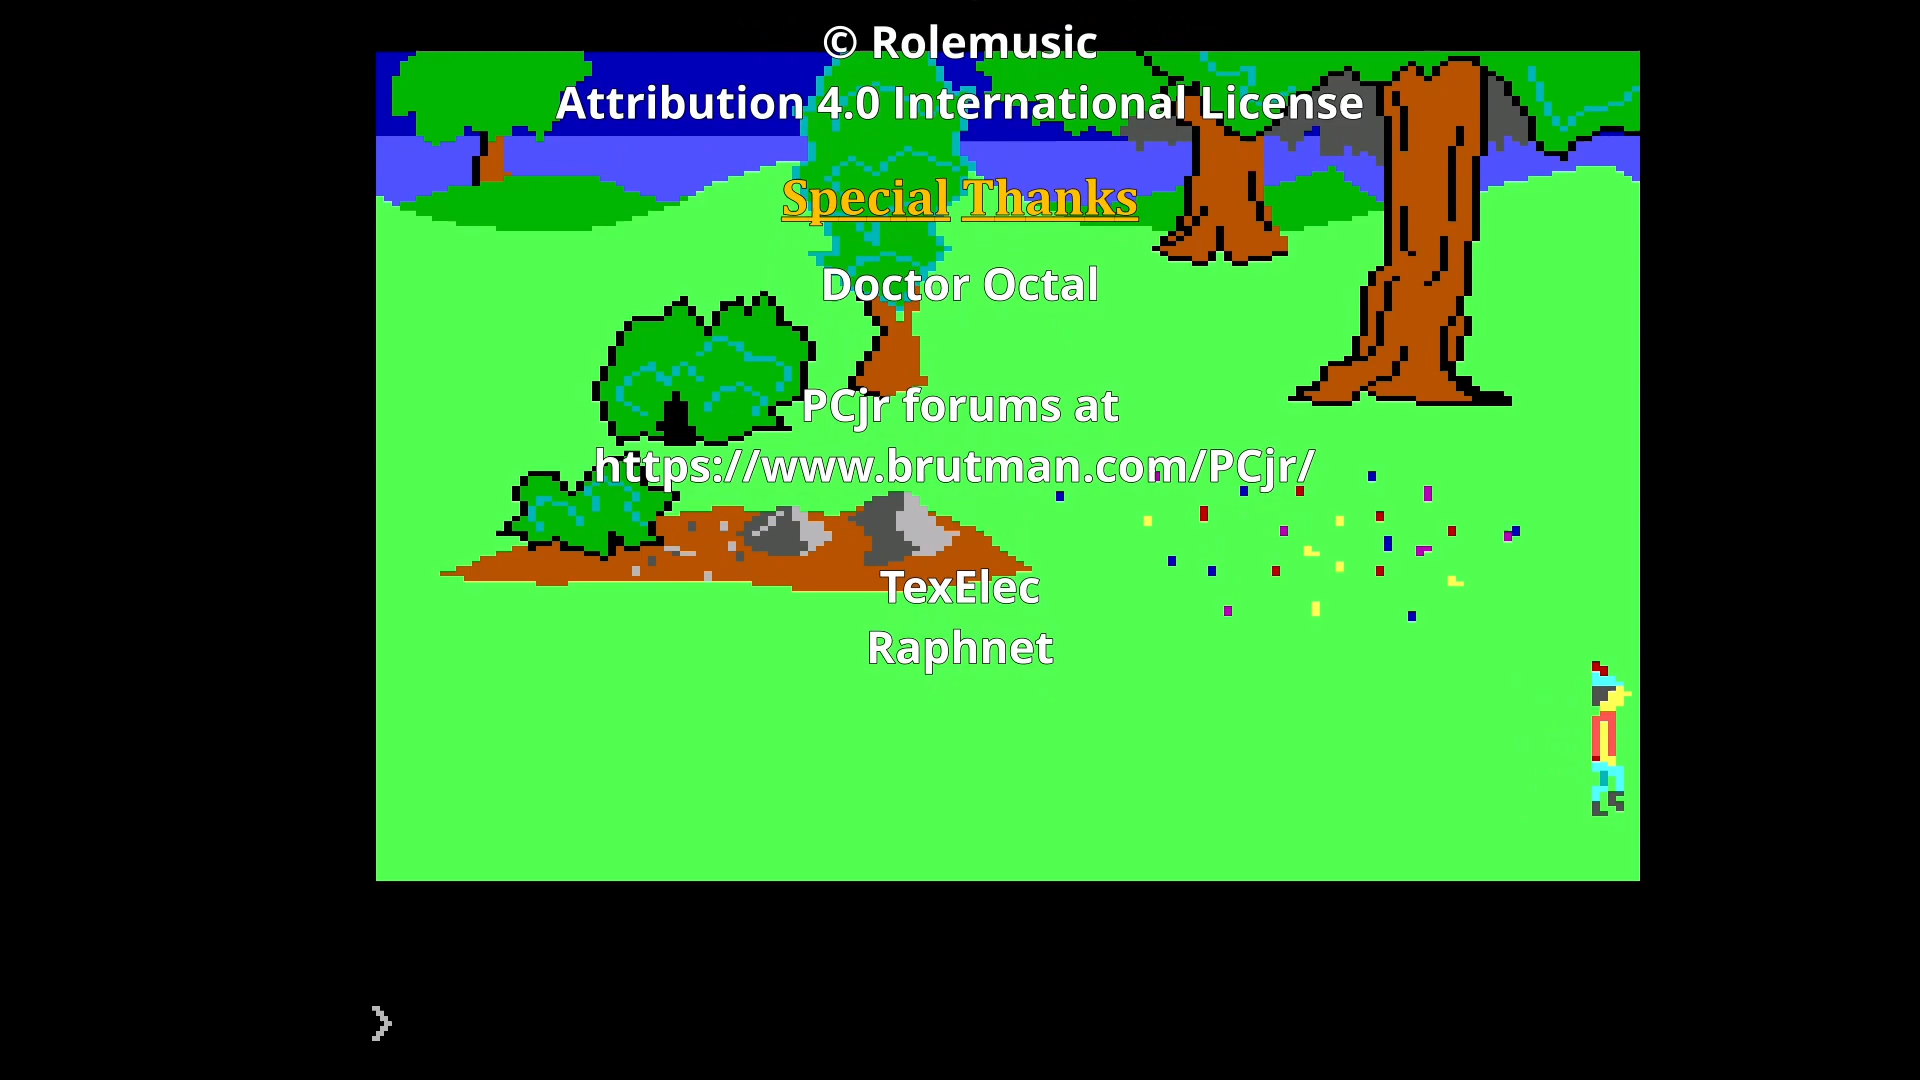 © Rolemusic
Attribution 4.0 International License
Special Thanks
Doctor Octal
PCjr forums at
https://www.brutman.com/PCjr/
TexElec
Raphnet